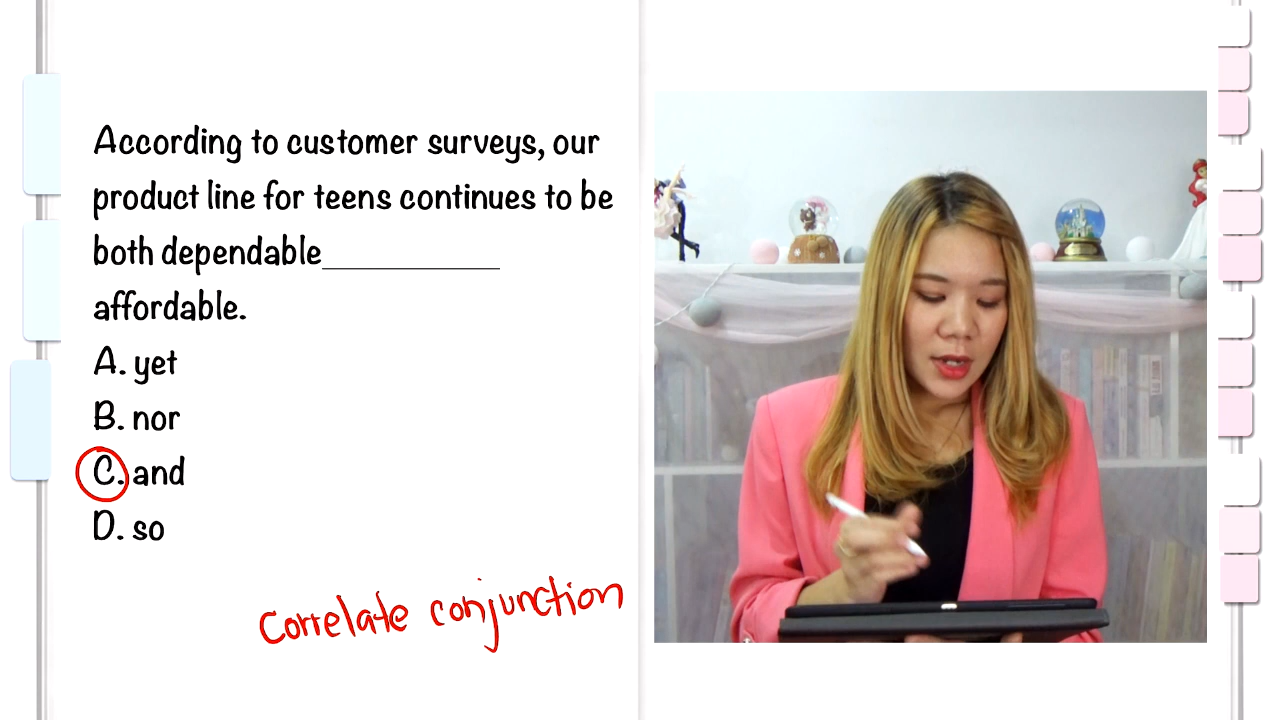 According to customer surveys, our
product line for teens continues to be
both dependable__________
affordable.
A. yet
B. nor
C. and
D. so
Correlate conjunction